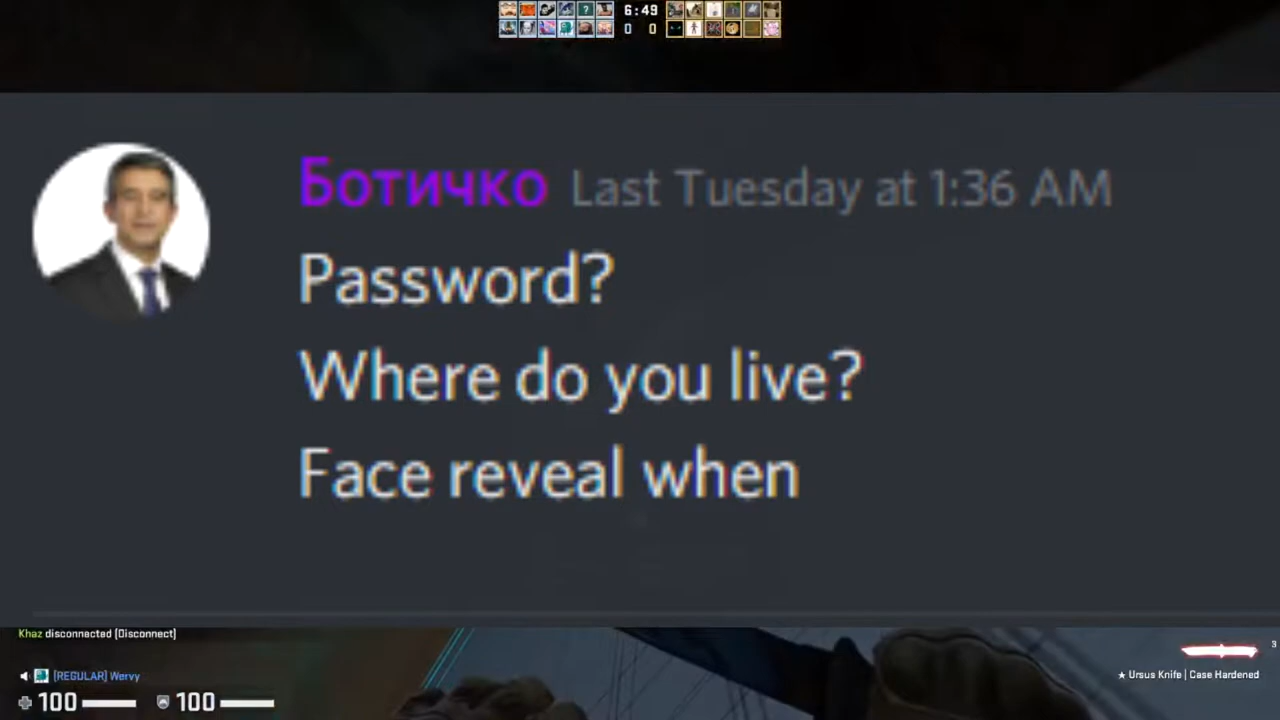 6:49
0 0
Ботичко Last Tuesday at 1:36 AM
Password?
Where do you live?
Face reveal when
Khaz disconnected (Disconnect)
[REGULAR] Wervy
100 100
3
★ Ursus Knife | Case Hardened